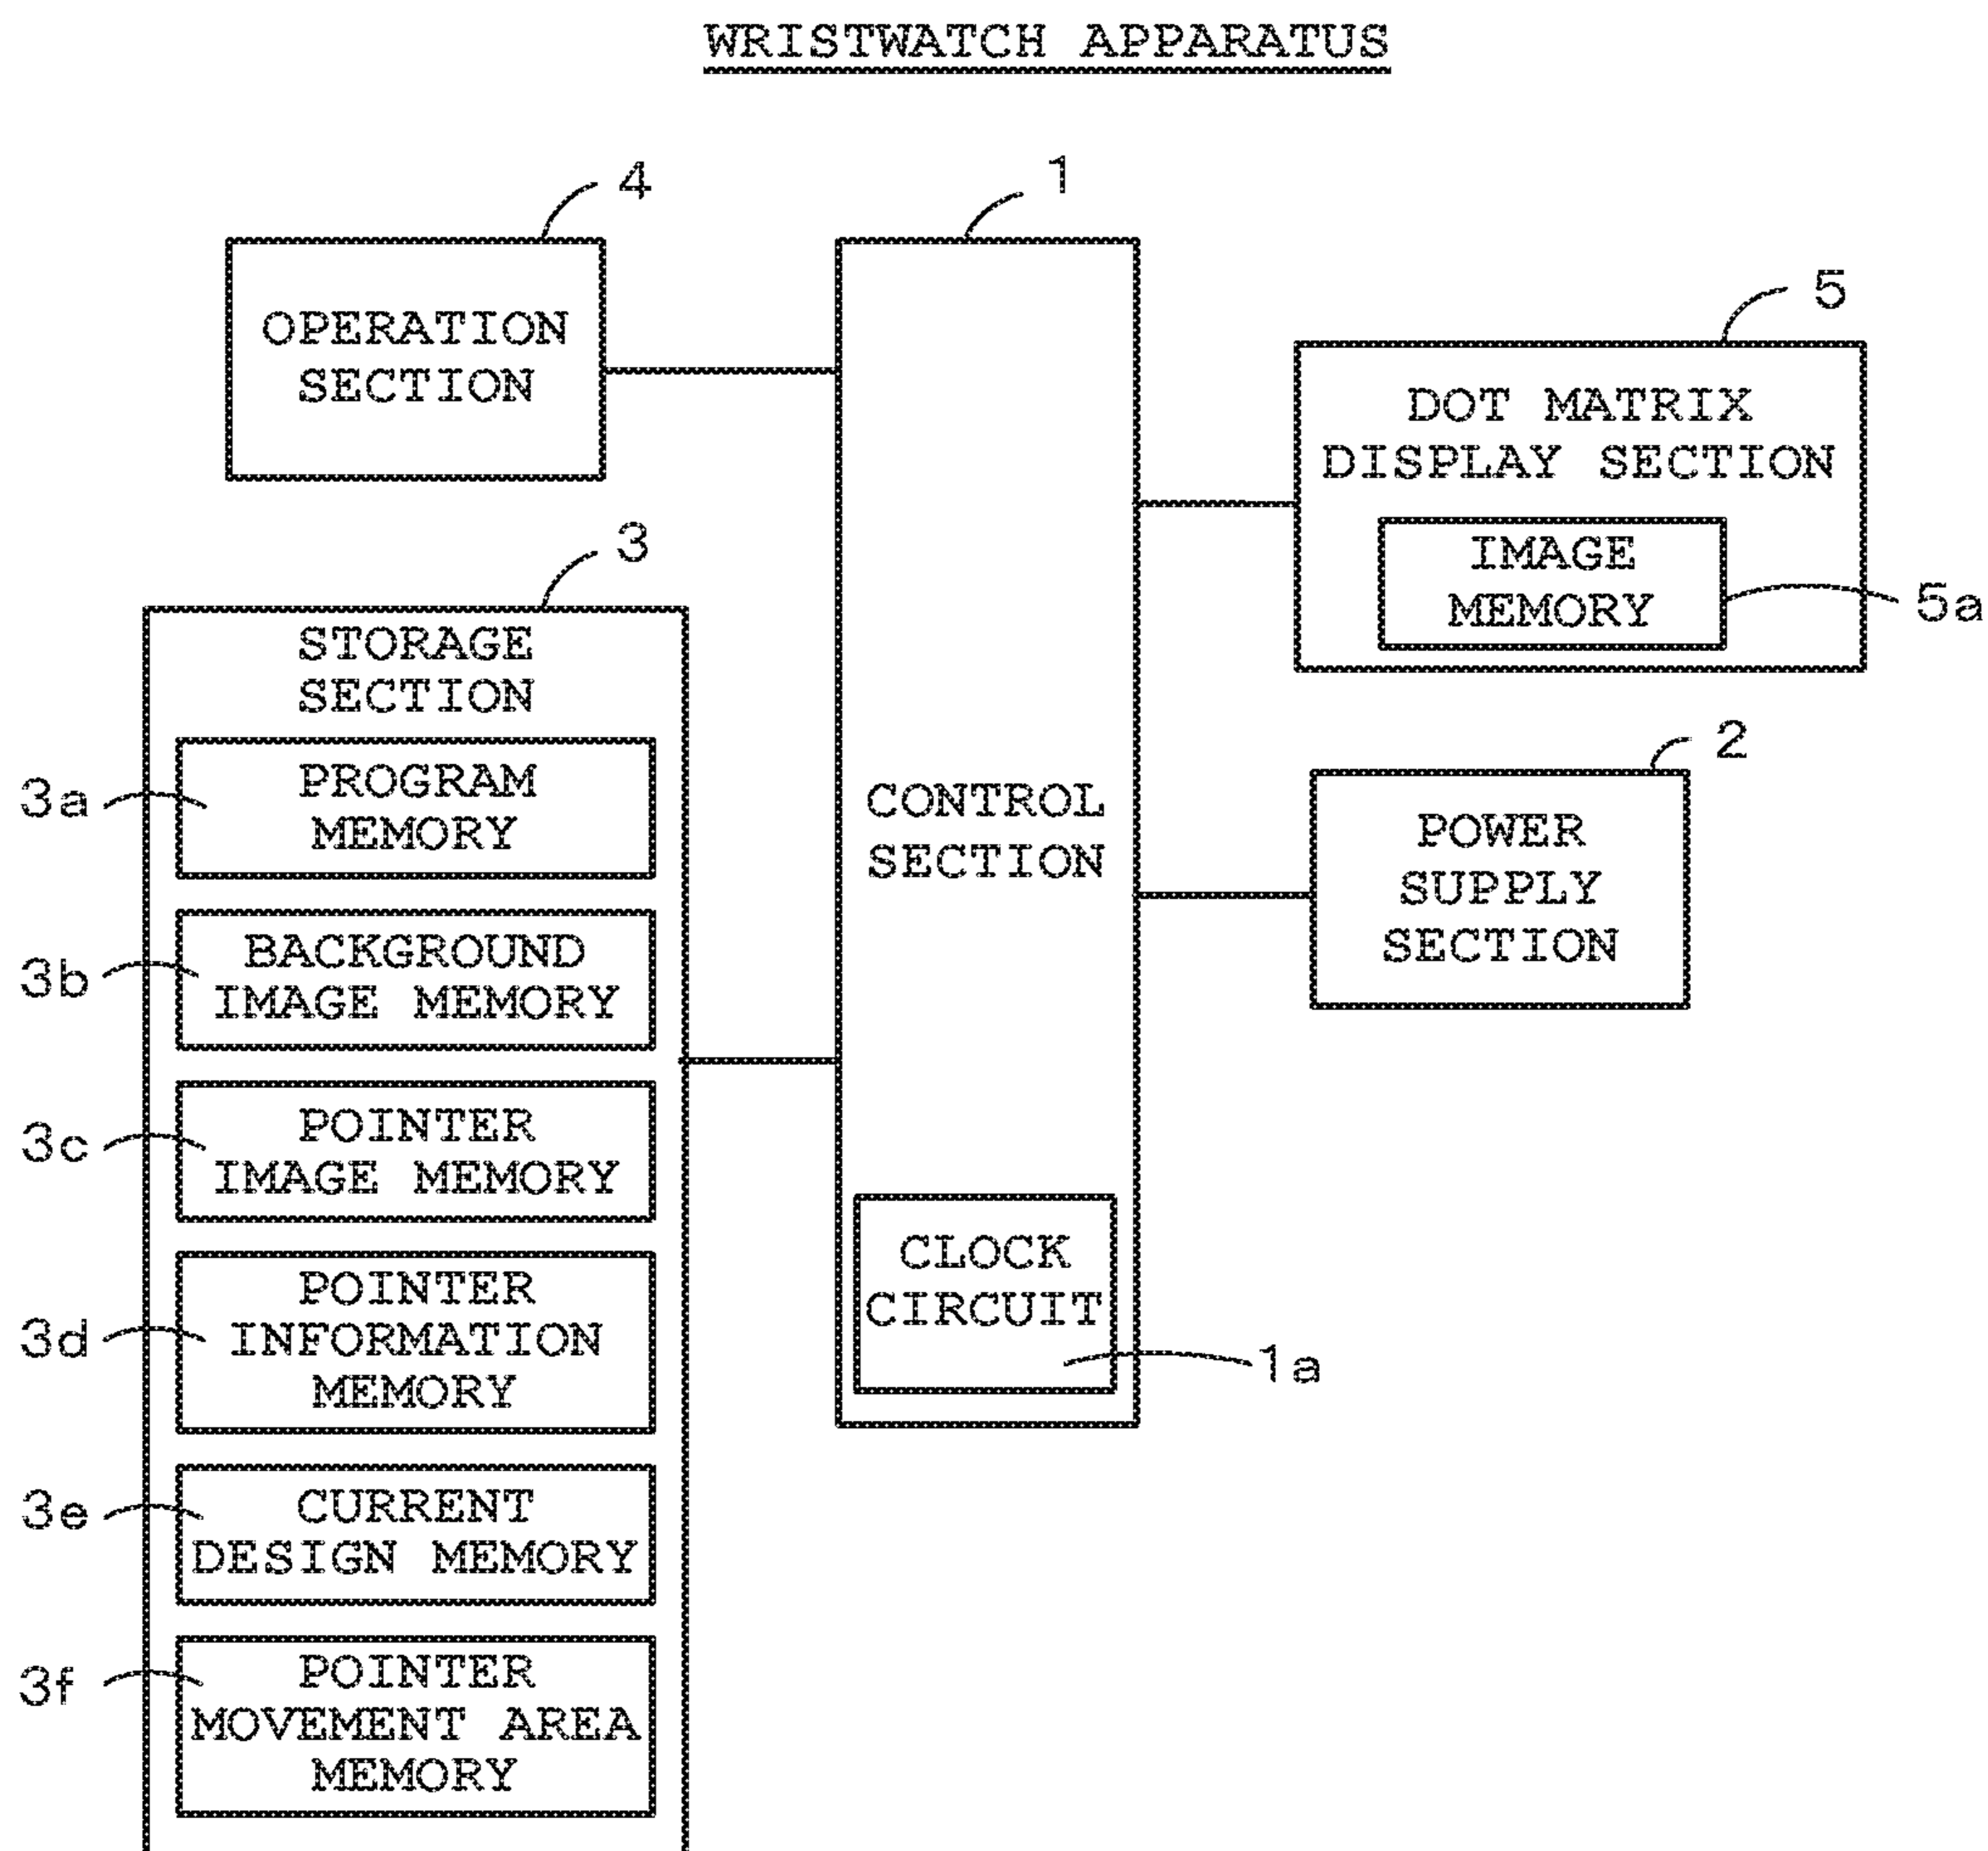 WRISTWATCH APPARATUS
4
OPERATION
SECTION
1
CONTROL
SECTION
CLOCK
CIRCUIT
1a
5
DOT MATRIX
DISPLAY SECTION
IMAGE
MEMORY
5a
2
POWER
SUPPLY
SECTION
3
STORAGE
SECTION
3a
PROGRAM
MEMORY
3b
BACKGROUND
IMAGE MEMORY
3c
POINTER
IMAGE MEMORY
3d
POINTER
INFORMATION
MEMORY
3e
CURRENT
DESIGN MEMORY
3f
POINTER
MOVEMENT AREA
MEMORY